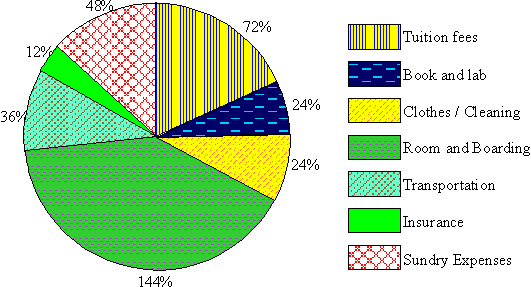 48%
72%
12%
24%
36%
24%
144%
Tuition fees
Book and lab
Clothes / Cleaning
Room and Boarding
Transportation
Insurance
Sundry Expenses